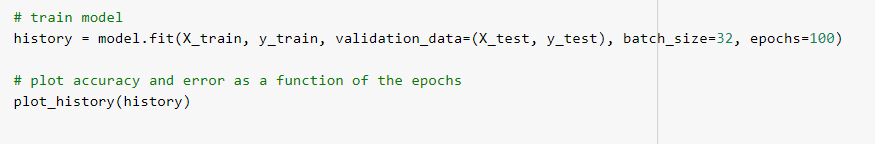 # train model
history = model.fit(X_train, y_train, validation_data=(X_test, y_test), batch_size=32, epochs=100)
# plot accuracy and error as a function of the epochs
plot_history(history)